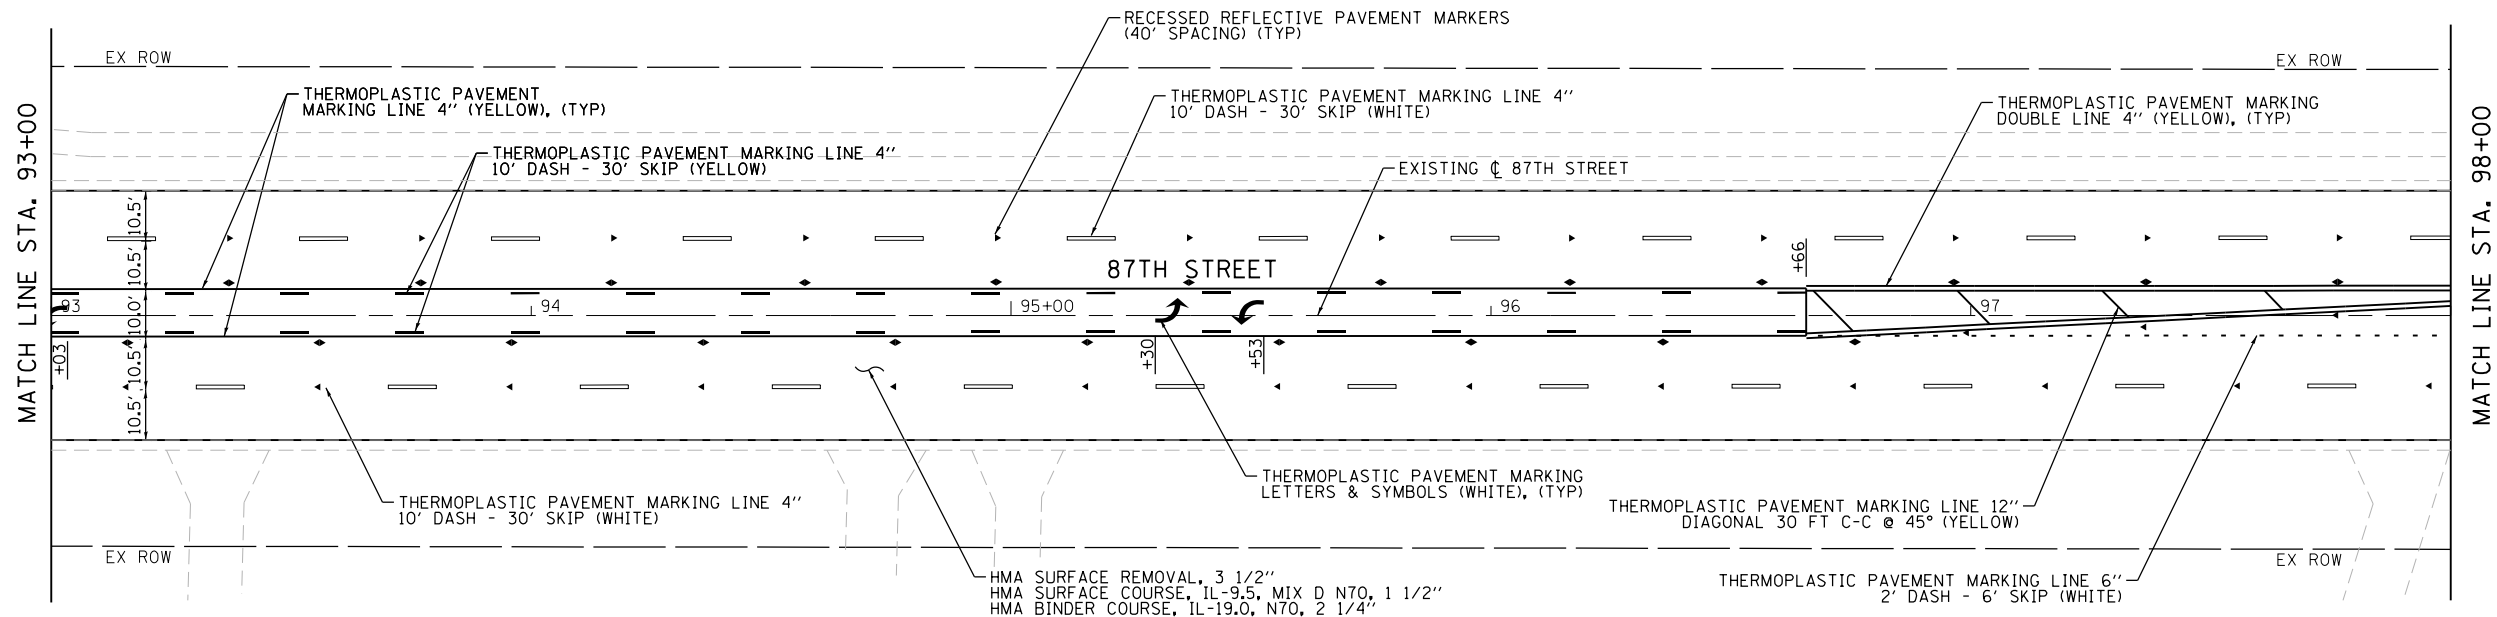 RECESSED REFLECTIVE PAVEMENT MARKERS
(40' SPACING) (TYP)
EX ROW
EX ROW
THERMOPLASTIC PAVEMENT
MARKING LINE 4'' (YELLOW), (TYP)
THERMOPLASTIC PAVEMENT MARKING LINE 4''
10' DASH - 30' SKIP (WHITE)
THERMOPLASTIC PAVEMENT MARKING
DOUBLE LINE 4'' (YELLOW), (TYP)
THERMOPLASTIC PAVEMENT MARKING LINE 4''
10' DASH - 30' SKIP (YELLOW)
EXISTING ℄ 87TH STREET
MATCH LINE STA. 93+00
MATCH LINE STA. 98+00
10.5'
10.5'
10.0'
10.5'
10.5'
87TH STREET
+66
93
94
95+00
96
97
+03
+30
+53
THERMOPLASTIC PAVEMENT MARKING
LETTERS & SYMBOLS (WHITE), (TYP)
THERMOPLASTIC PAVEMENT MARKING LINE 4''
10' DASH - 30' SKIP (WHITE)
THERMOPLASTIC PAVEMENT MARKING LINE 12''
DIAGONAL 30 FT C-C @ 45° (YELLOW)
EX ROW
EX ROW
HMA SURFACE REMOVAL, 3 1/2''
HMA SURFACE COURSE, IL-9.5, MIX D N70, 1 1/2''
HMA BINDER COURSE, IL-19.0, N70, 2 1/4''
THERMOPLASTIC PAVEMENT MARKING LINE 6''
2' DASH - 6' SKIP (WHITE)